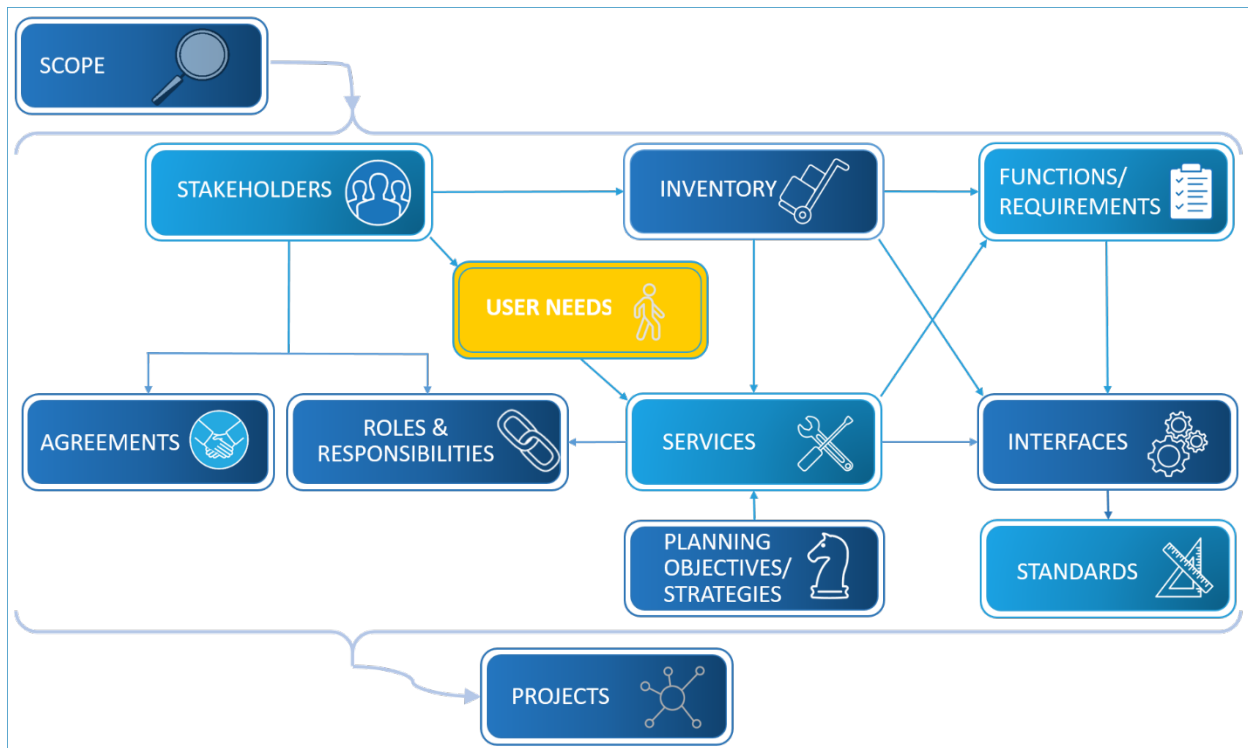 SCOPE
STAKEHOLDERS
INVENTORY
FUNCTIONS/
REQUIREMENTS
USER NEEDS
AGREEMENTS
ROLES &
RESPONSIBILITIES
SERVICES
INTERFACES
PLANNING
OBJECTIVES/
STRATEGIES
STANDARDS
PROJECTS